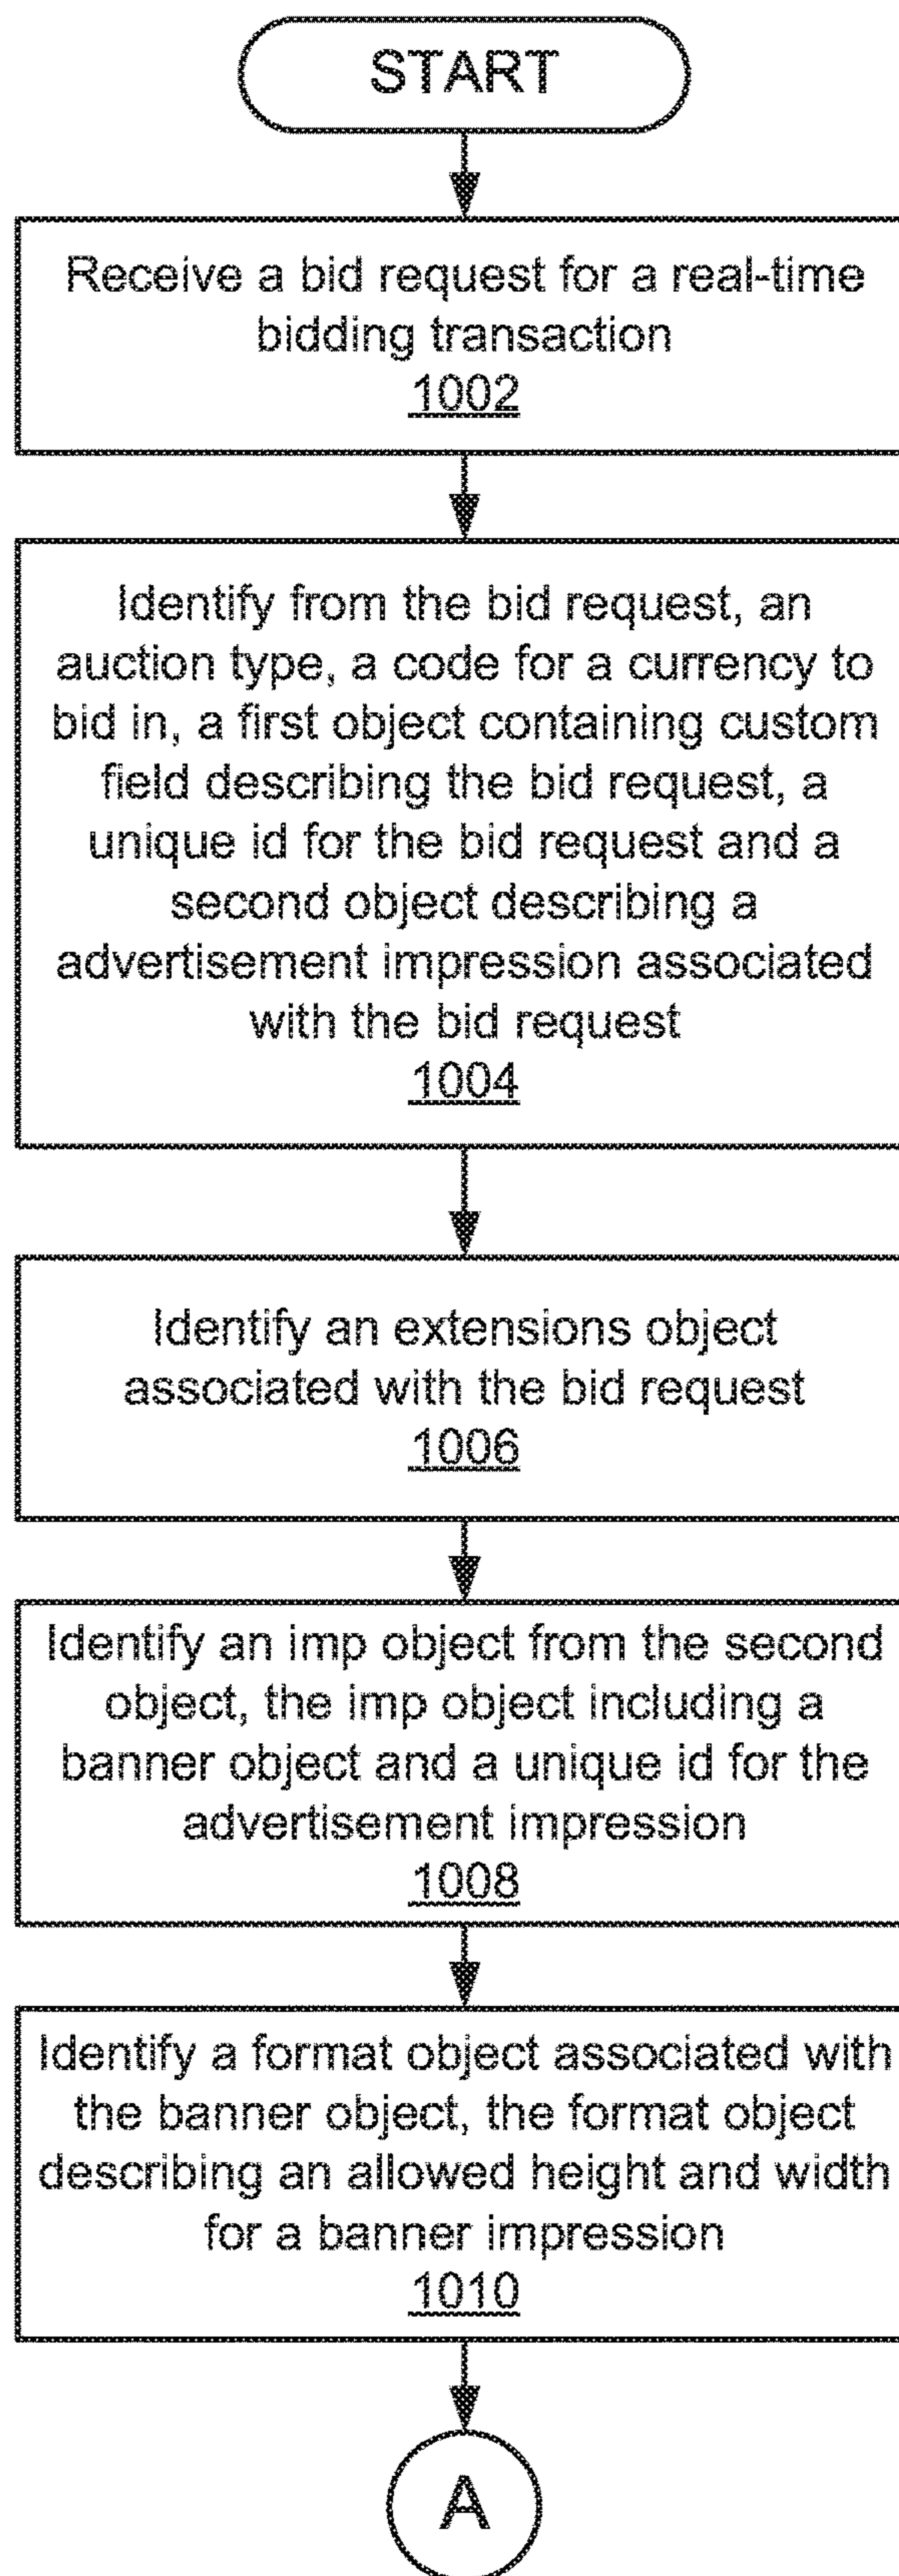 START
Receive a bid request for a real-time
bidding transaction
1002
Identify from the bid request, an
auction type, a code for a currency to
bid in, a first object containing custom
field describing the bid request, a
unique id for the bid request and a
second object describing a
advertisement impression associated
with the bid request
1004
Identify an extensions object
associated with the bid request
1006
Identify an imp object from the second
object, the imp object including a
banner object and a unique id for the
advertisement impression
1008
Identify a format object associated with
the banner object, the format object
describing an allowed height and width
for a banner impression
1010
A